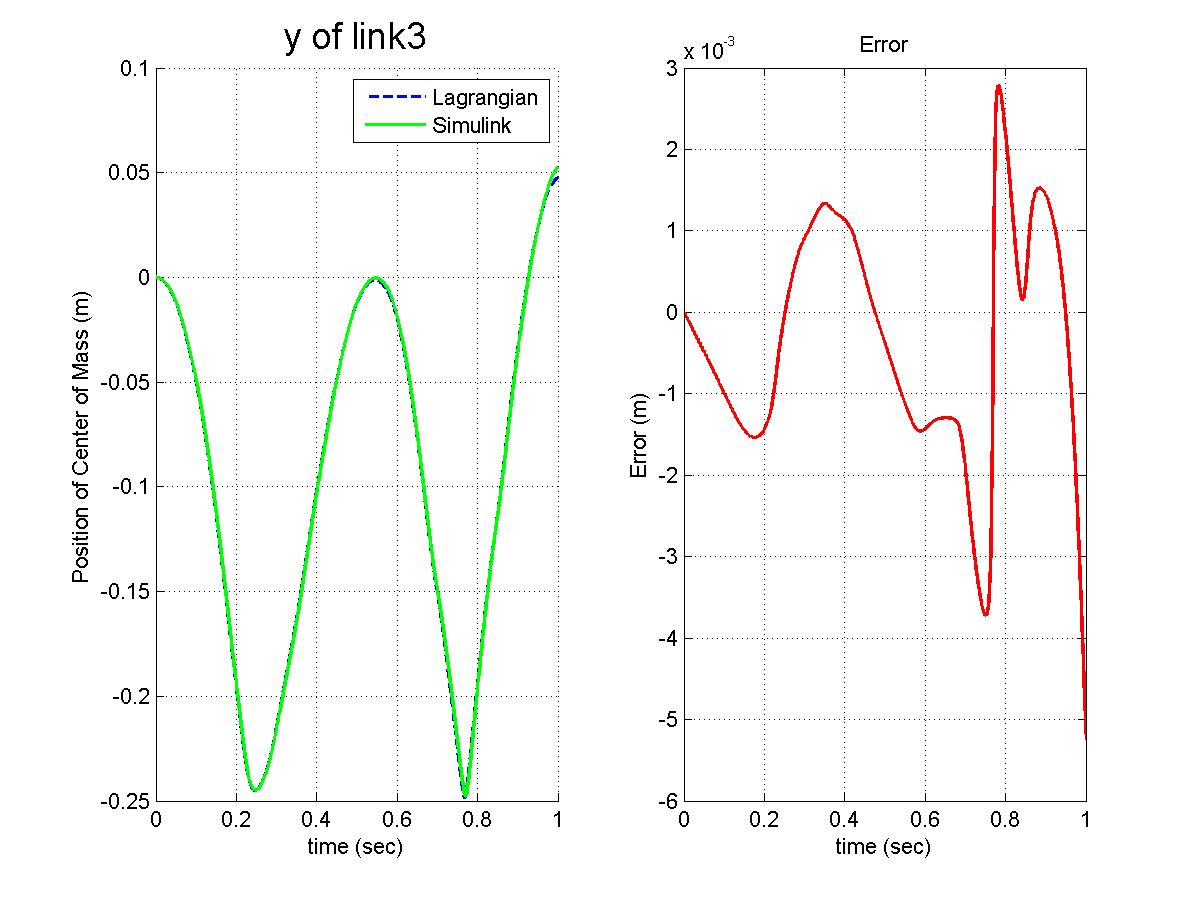 y of link3
0.1
0.05
0
-0.05
-0.1
-0.15
-0.2
-0.25
Position of Center of Mass (m)
Lagrangian
Simulink
0 0.2 0.4 0.6 0.8 1
time (sec)
Error
x 10-3
3
2
1
0
-1
-2
-3
-4
-5
-6
Error (m)
0 0.2 0.4 0.6 0.8 1
time (sec)